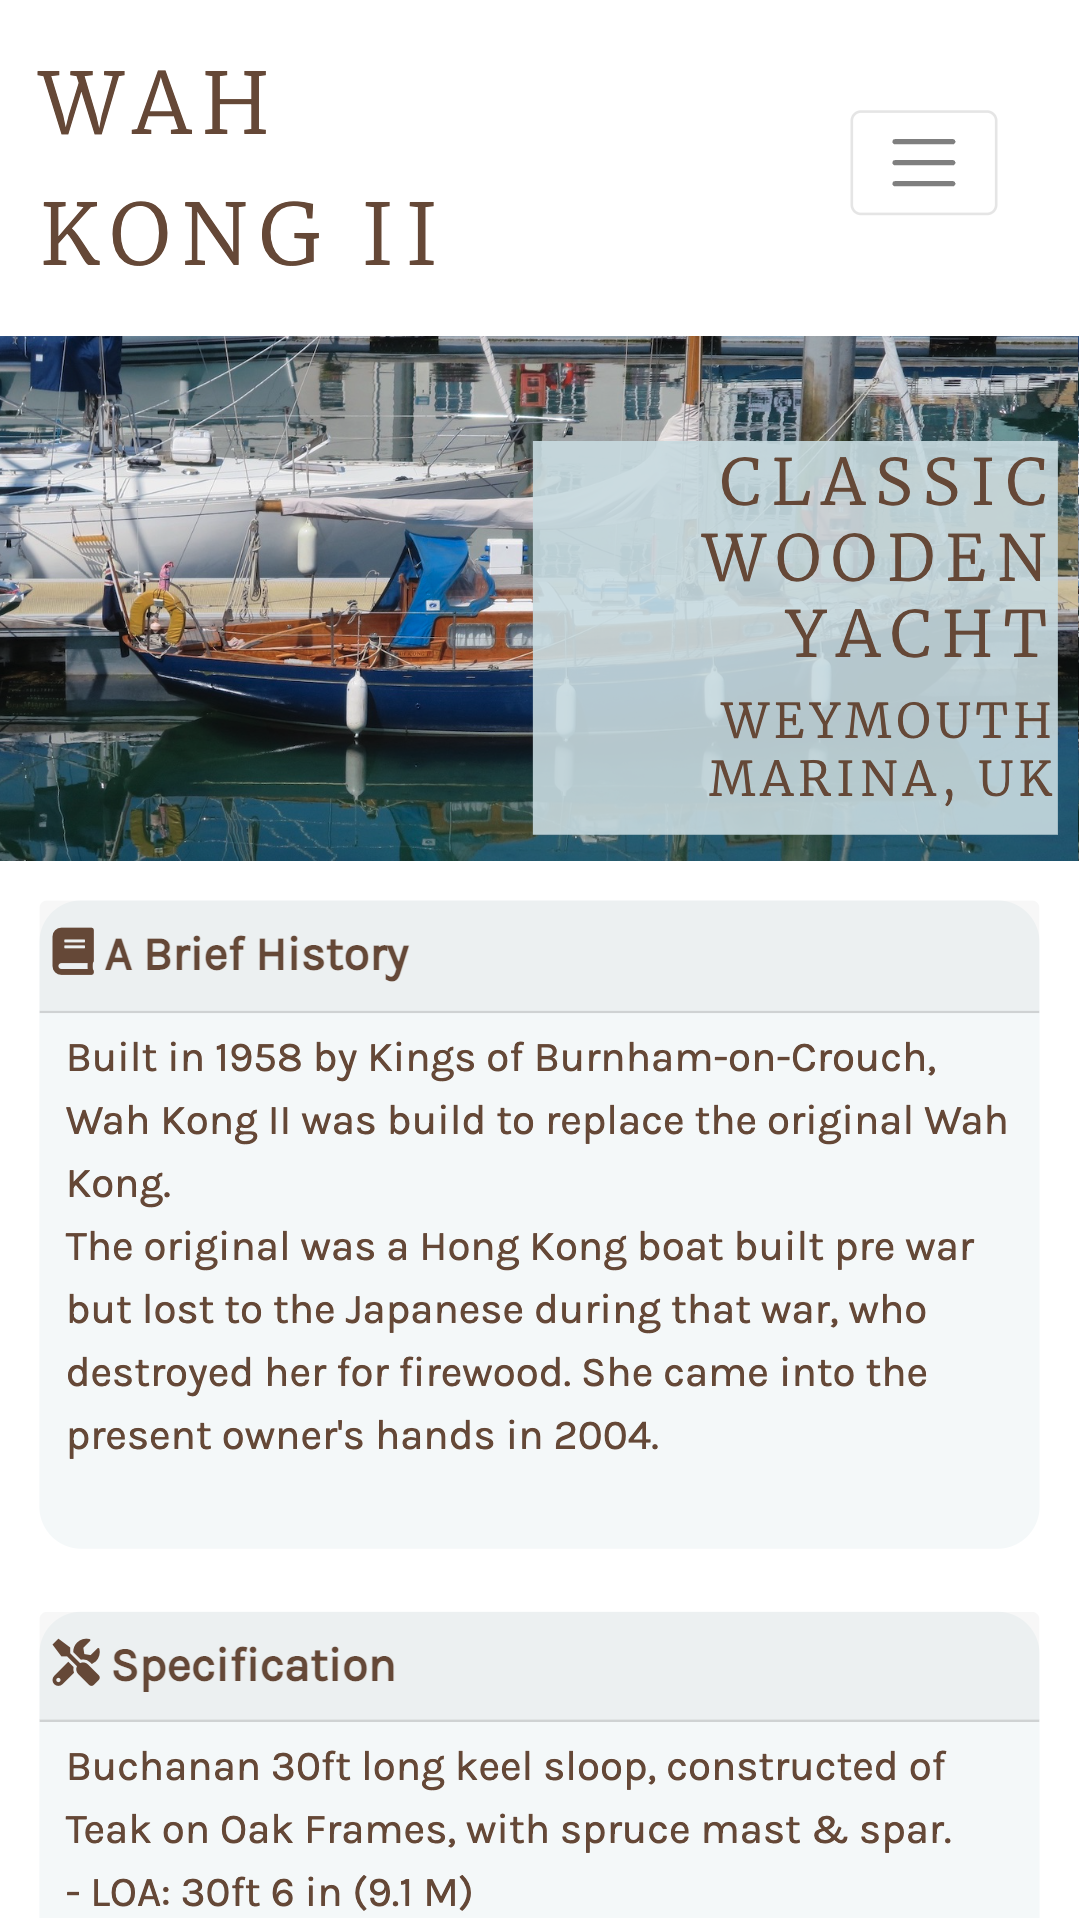 WAH
KONG II
CLASSIC
WOODEN
YACHT
WEYMOUTH
MARINA, UK
A Brief History
Built in 1958 by Kings of Burnham-on-Crouch,
Wah Kong II was build to replace the original Wah
Kong.
The original was a Hong Kong boat built pre war
but lost to the Japanese during that war, who
destroyed her for firewood. She came into the
present owner's hands in 2004.
Specification
Buchanan 30ft long keel sloop, constructed of
Teak on Oak Frames, with spruce mast & spar.
- LOA: 30ft 6 in (9.1 M)